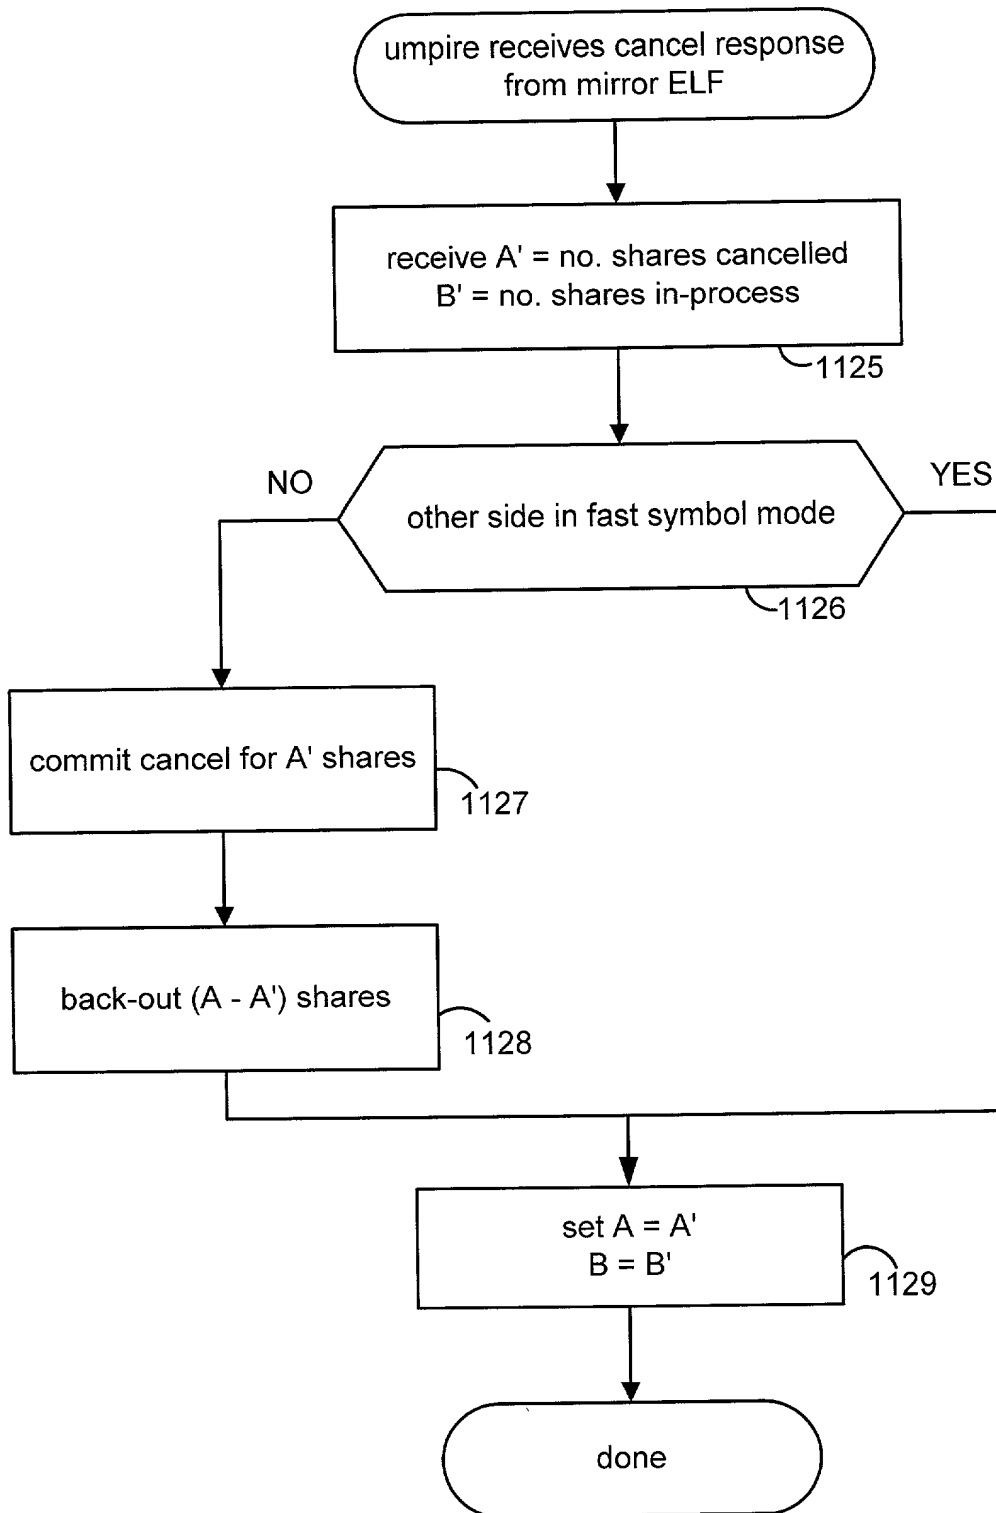 umpire receives cancel response
from mirror ELF
receive A' = no. shares cancelled
B' = no. shares in-process
1125
NO
YES
other side in fast symbol mode
1126
commit cancel for A' shares
1127
back-out (A - A') shares
1128
set A = A'
B = B'
1129
done